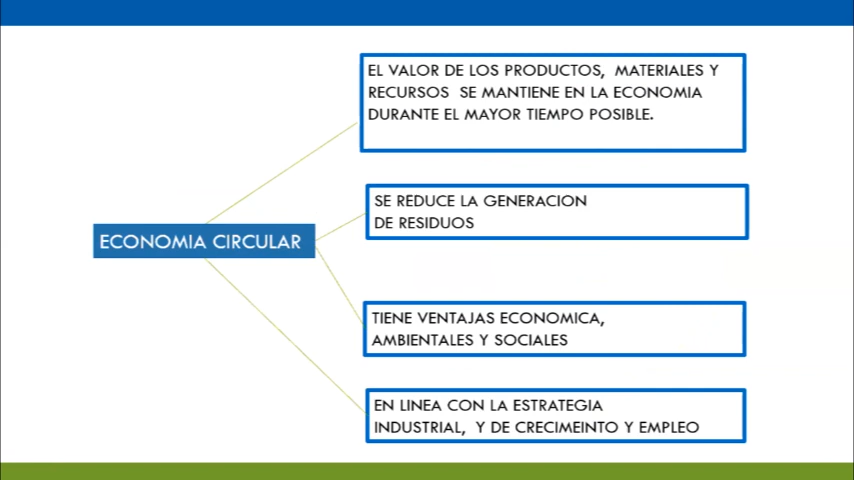 EL VALOR DE LOS PRODUCTOS, MATERIALES Y
RECURSOS SE MANTIENE EN LA ECONOMIA
DURANTE EL MAYOR TIEMPO POSIBLE.
SE REDUCE LA GENERACION
DE RESIDUOS
ECONOMIA CIRCULAR
TIENE VENTAJAS ECONOMICA,
AMBIENTALES Y SOCIALES
EN LINEA CON LA ESTRATEGIA
INDUSTRIAL, Y DE CRECIMEINTO Y EMPLEO